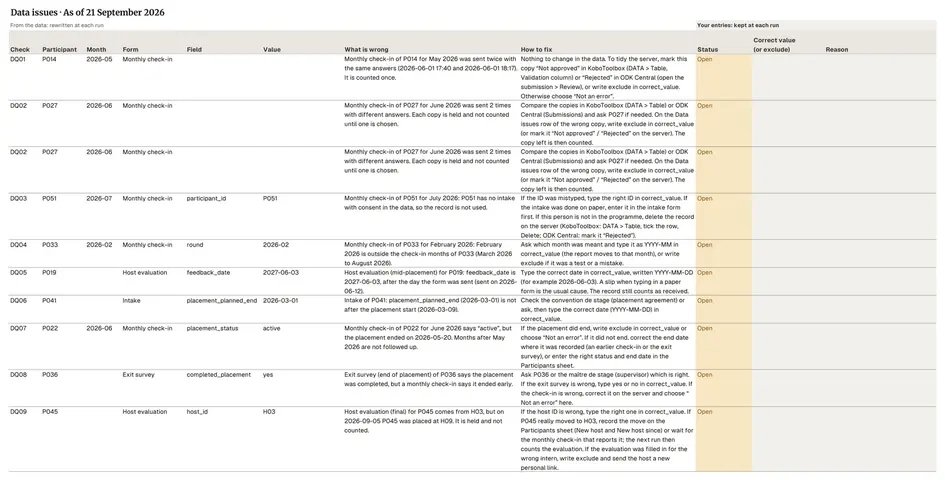 Data issues · As of 21 September 2026
From the data: rewritten at each run
Your entries: kept at each run
Check Participant Month Form Field Value What is wrong How to fix Status Correct value (or exclude) Reason
DQ01 P014 2026-05 Monthly check-in
Monthly check-in of P014 for May 2026 was sent twice with
the same answers (2026-06-01 17:40 and 2026-06-01 18:17).
It is counted once.
Nothing to change in the data. To tidy the server, mark this
copy “Not approved” in KoboToolbox (DATA > Table,
Validation column) or “Rejected” in ODK Central (open the
submission > Review), or write exclude in correct_value.
Otherwise choose “Not an error”.
Open
DQ02 P027 2026-06 Monthly check-in
Monthly check-in of P027 for June 2026 was sent 2 times
with different answers. Each copy is held and not counted
until one is chosen.
Compare the copies in KoboToolbox (DATA > Table) or ODK
Central (Submissions) and ask P027 if needed. On the Data
issues row of the wrong copy, write exclude in correct_value
(or mark it “Not approved” / “Rejected” on the server). The
copy left is then counted.
Open
DQ02 P027 2026-06 Monthly check-in
Monthly check-in of P027 for June 2026 was sent 2 times
with different answers. Each copy is held and not counted
until one is chosen.
Compare the copies in KoboToolbox (DATA > Table) or ODK
Central (Submissions) and ask P027 if needed. On the Data
issues row of the wrong copy, write exclude in correct_value
(or mark it “Not approved” / “Rejected” on the server). The
copy left is then counted.
Open
DQ03 P051 2026-07 Monthly check-in participant_id P051
Monthly check-in of P051 for July 2026: P051 has no intake
with consent in the data, so the record is not used.
If the ID was mistyped, type the right ID in correct_value. If
the intake was done on paper, enter it in the intake form
first. If this person is not in the programme, delete the record
on the server (KoboToolbox: DATA > Table, tick the row,
Delete; ODK Central: mark it “Rejected”).
Open
DQ04 P033 2026-02 Monthly check-in round 2026-02
Monthly check-in of P033 for February 2026: February
2026 is outside the check-in months of P033 (March 2026
to August 2026).
Ask which month was meant and type it as YYYY-MM in
correct_value (the report moves to that month), or write
exclude if it was a test or a mistake.
Open
DQ05 P019 Host evaluation feedback_date 2027-06-03
Host evaluation (mid-placement) for P019: feedback_date is
2027-06-03, after the day the form was sent (sent on 2026-
06-12).
Type the correct date in correct_value, written YYYY-MM-DD
(for example 2026-06-03). A slip when typing in a paper
form is the usual cause. The record still counts as received.
Open
DQ06 P041 Intake placement_planned_end 2026-03-01
Intake of P041: placement_planned_end (2026-03-01) is not
after the placement start (2026-03-09).
Check the convention de stage (placement agreement) or
ask, then type the correct date (YYYY-MM-DD) in
correct_value.
Open
DQ07 P022 2026-06 Monthly check-in placement_status active
Monthly check-in of P022 for June 2026 says “active”, but
the placement ended on 2026-05-20. Months after May
2026 are not followed up.
If the placement did end, write exclude in correct_value or
choose “Not an error”. If it did not end, correct the end date
where it was recorded (an earlier check-in or the exit
survey), or enter the right status and end date in the
Participants sheet.
Open
DQ08 P036 Exit survey completed_placement yes
Exit survey (end of placement) of P036 says the placement
was completed, but a monthly check-in says it ended early.
Ask P036 or the maître de stage (supervisor) which is right.
If the exit survey is wrong, type yes or no in correct_value. If
the check-in is wrong, correct it on the server and choose “
Not an error” here.
Open
DQ09 P045 Host evaluation host_id H03
Host evaluation (final) for P045 comes from H03, but on
2026-09-05 P045 was placed at H09. It is held and not
counted.
If the host ID is wrong, type the right one in correct_value. If
P045 really moved to H03, record the move on the
Participants sheet (New host and New host since) or wait for
the monthly check-in that reports it; the next run then
counts the evaluation. If the evaluation was filled in for the
wrong intern, write exclude and send the host a new
personal link.
Open